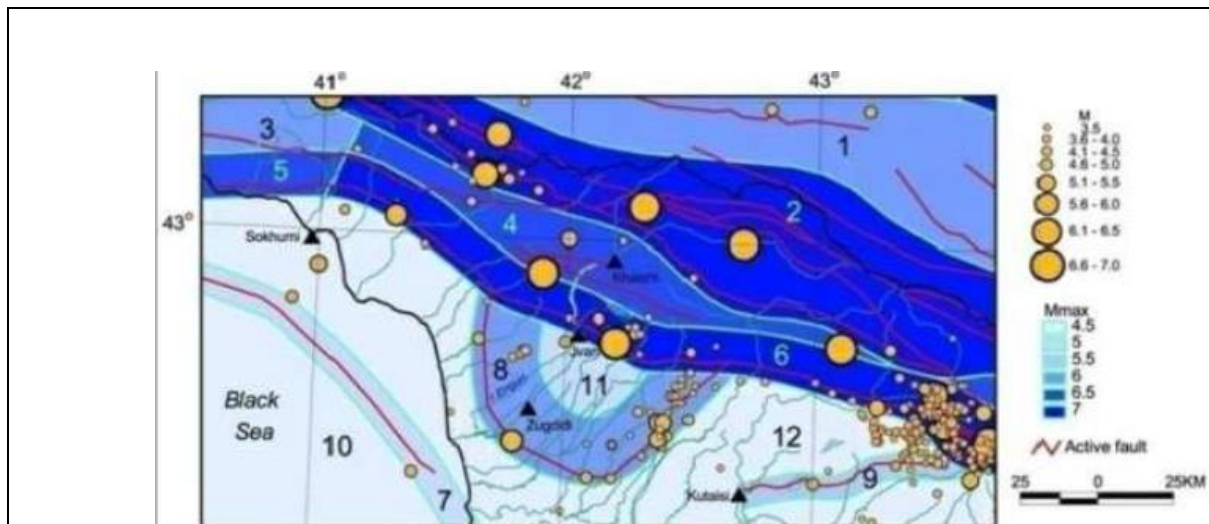 41°
42°
43°
43°
3
1
5
2
4
Sokhumi
Khaishi
6
Jvari
8
11
Enguri
Zugdidi
Black
Sea
10
12
7
Kutaisi
9
M
3.5
3.6 - 4.0
4.1 - 4.5
4.6 - 5.0
5.1 - 5.5
5.6 - 6.0
6.1 - 6.5
6.6 - 7.0
Mmax
4.5
5
5.5
6
6.5
7
Active fault
25 0 25KM